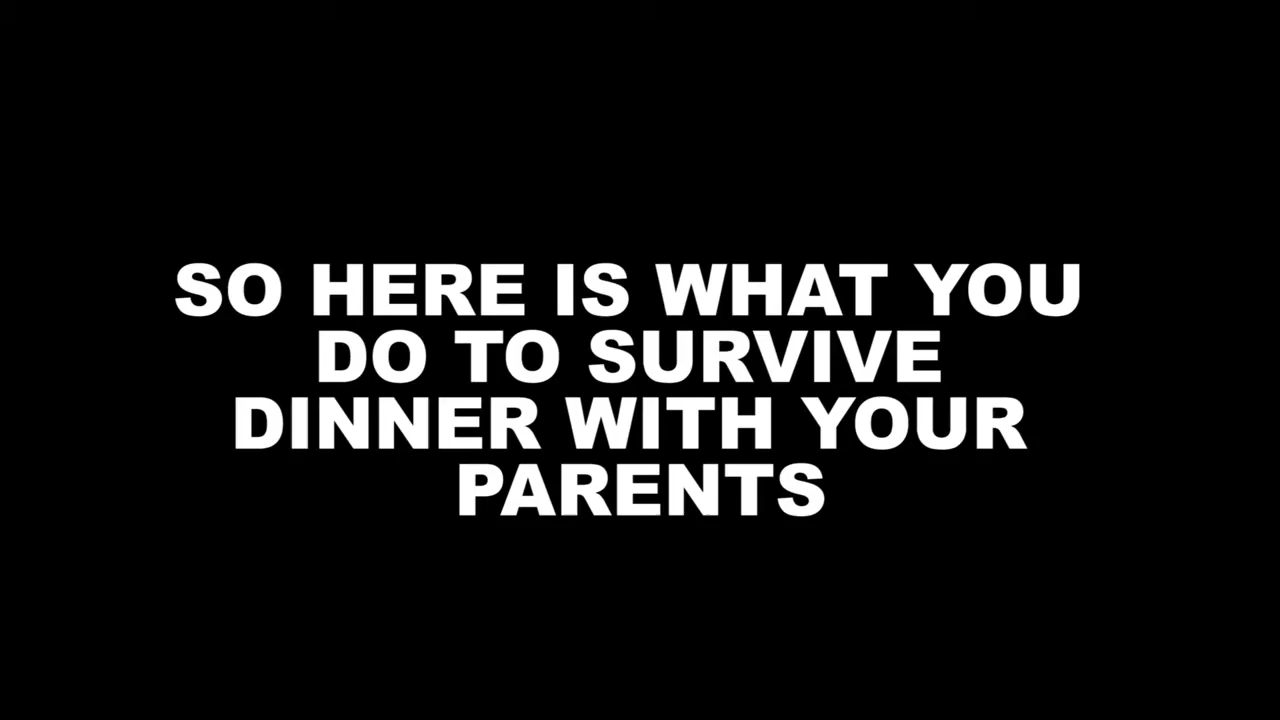 SO HERE IS WHAT YOU
DO TO SURVIVE
DINNER WITH YOUR
PARENTS